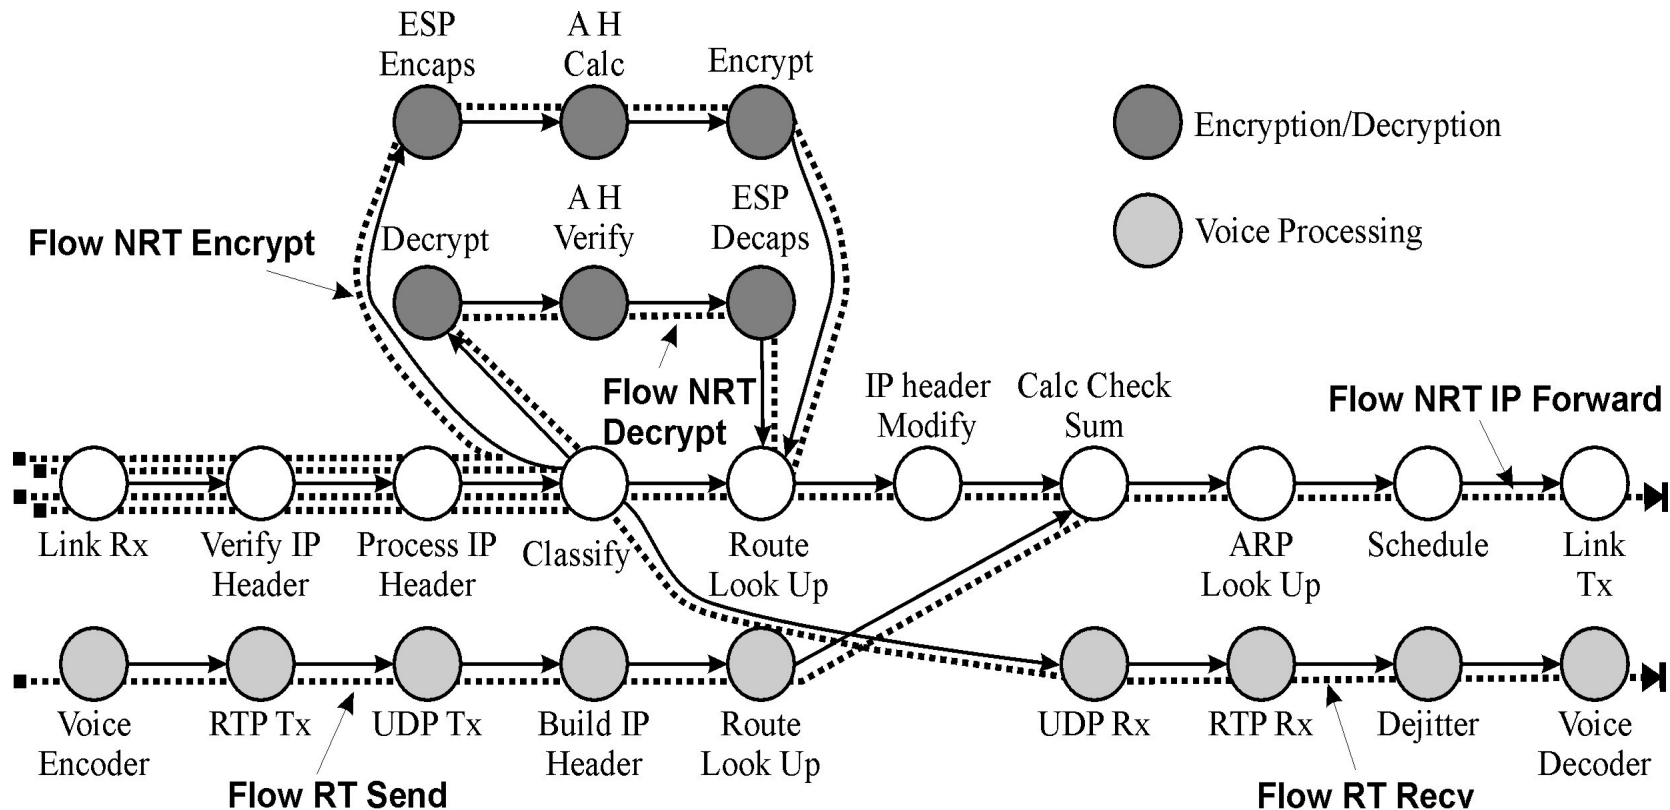 ESP
Encaps
A H
Calc
Encrypt
Encryption/Decryption
Voice Processing
Flow NRT Encrypt
Decrypt
A H
Verify
ESP
Decaps
Flow NRT
Decrypt
IP header
Modify
Calc Check
Sum
Flow NRT IP Forward
Link Rx
Verify IP
Header
Process IP
Header
Classify
Route
Look Up
ARP
Look Up
Schedule
Link
Tx
Voice
Encoder
RTP Tx
UDP Tx
Build IP
Header
Route
Look Up
UDP Rx
RTP Rx
Dejitter
Voice
Decoder
Flow RT Send
Flow RT Recv